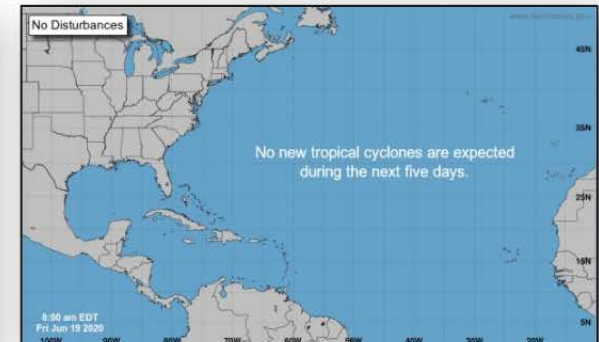 No Disturbances
45N
35N
No new tropical cyclones are expected
during the next five days.
25N
15N
8:00 am EDT
Fri Jun 19 2020
5N
100W 90W 80W 70W 60W 50W 40W 30W 20W